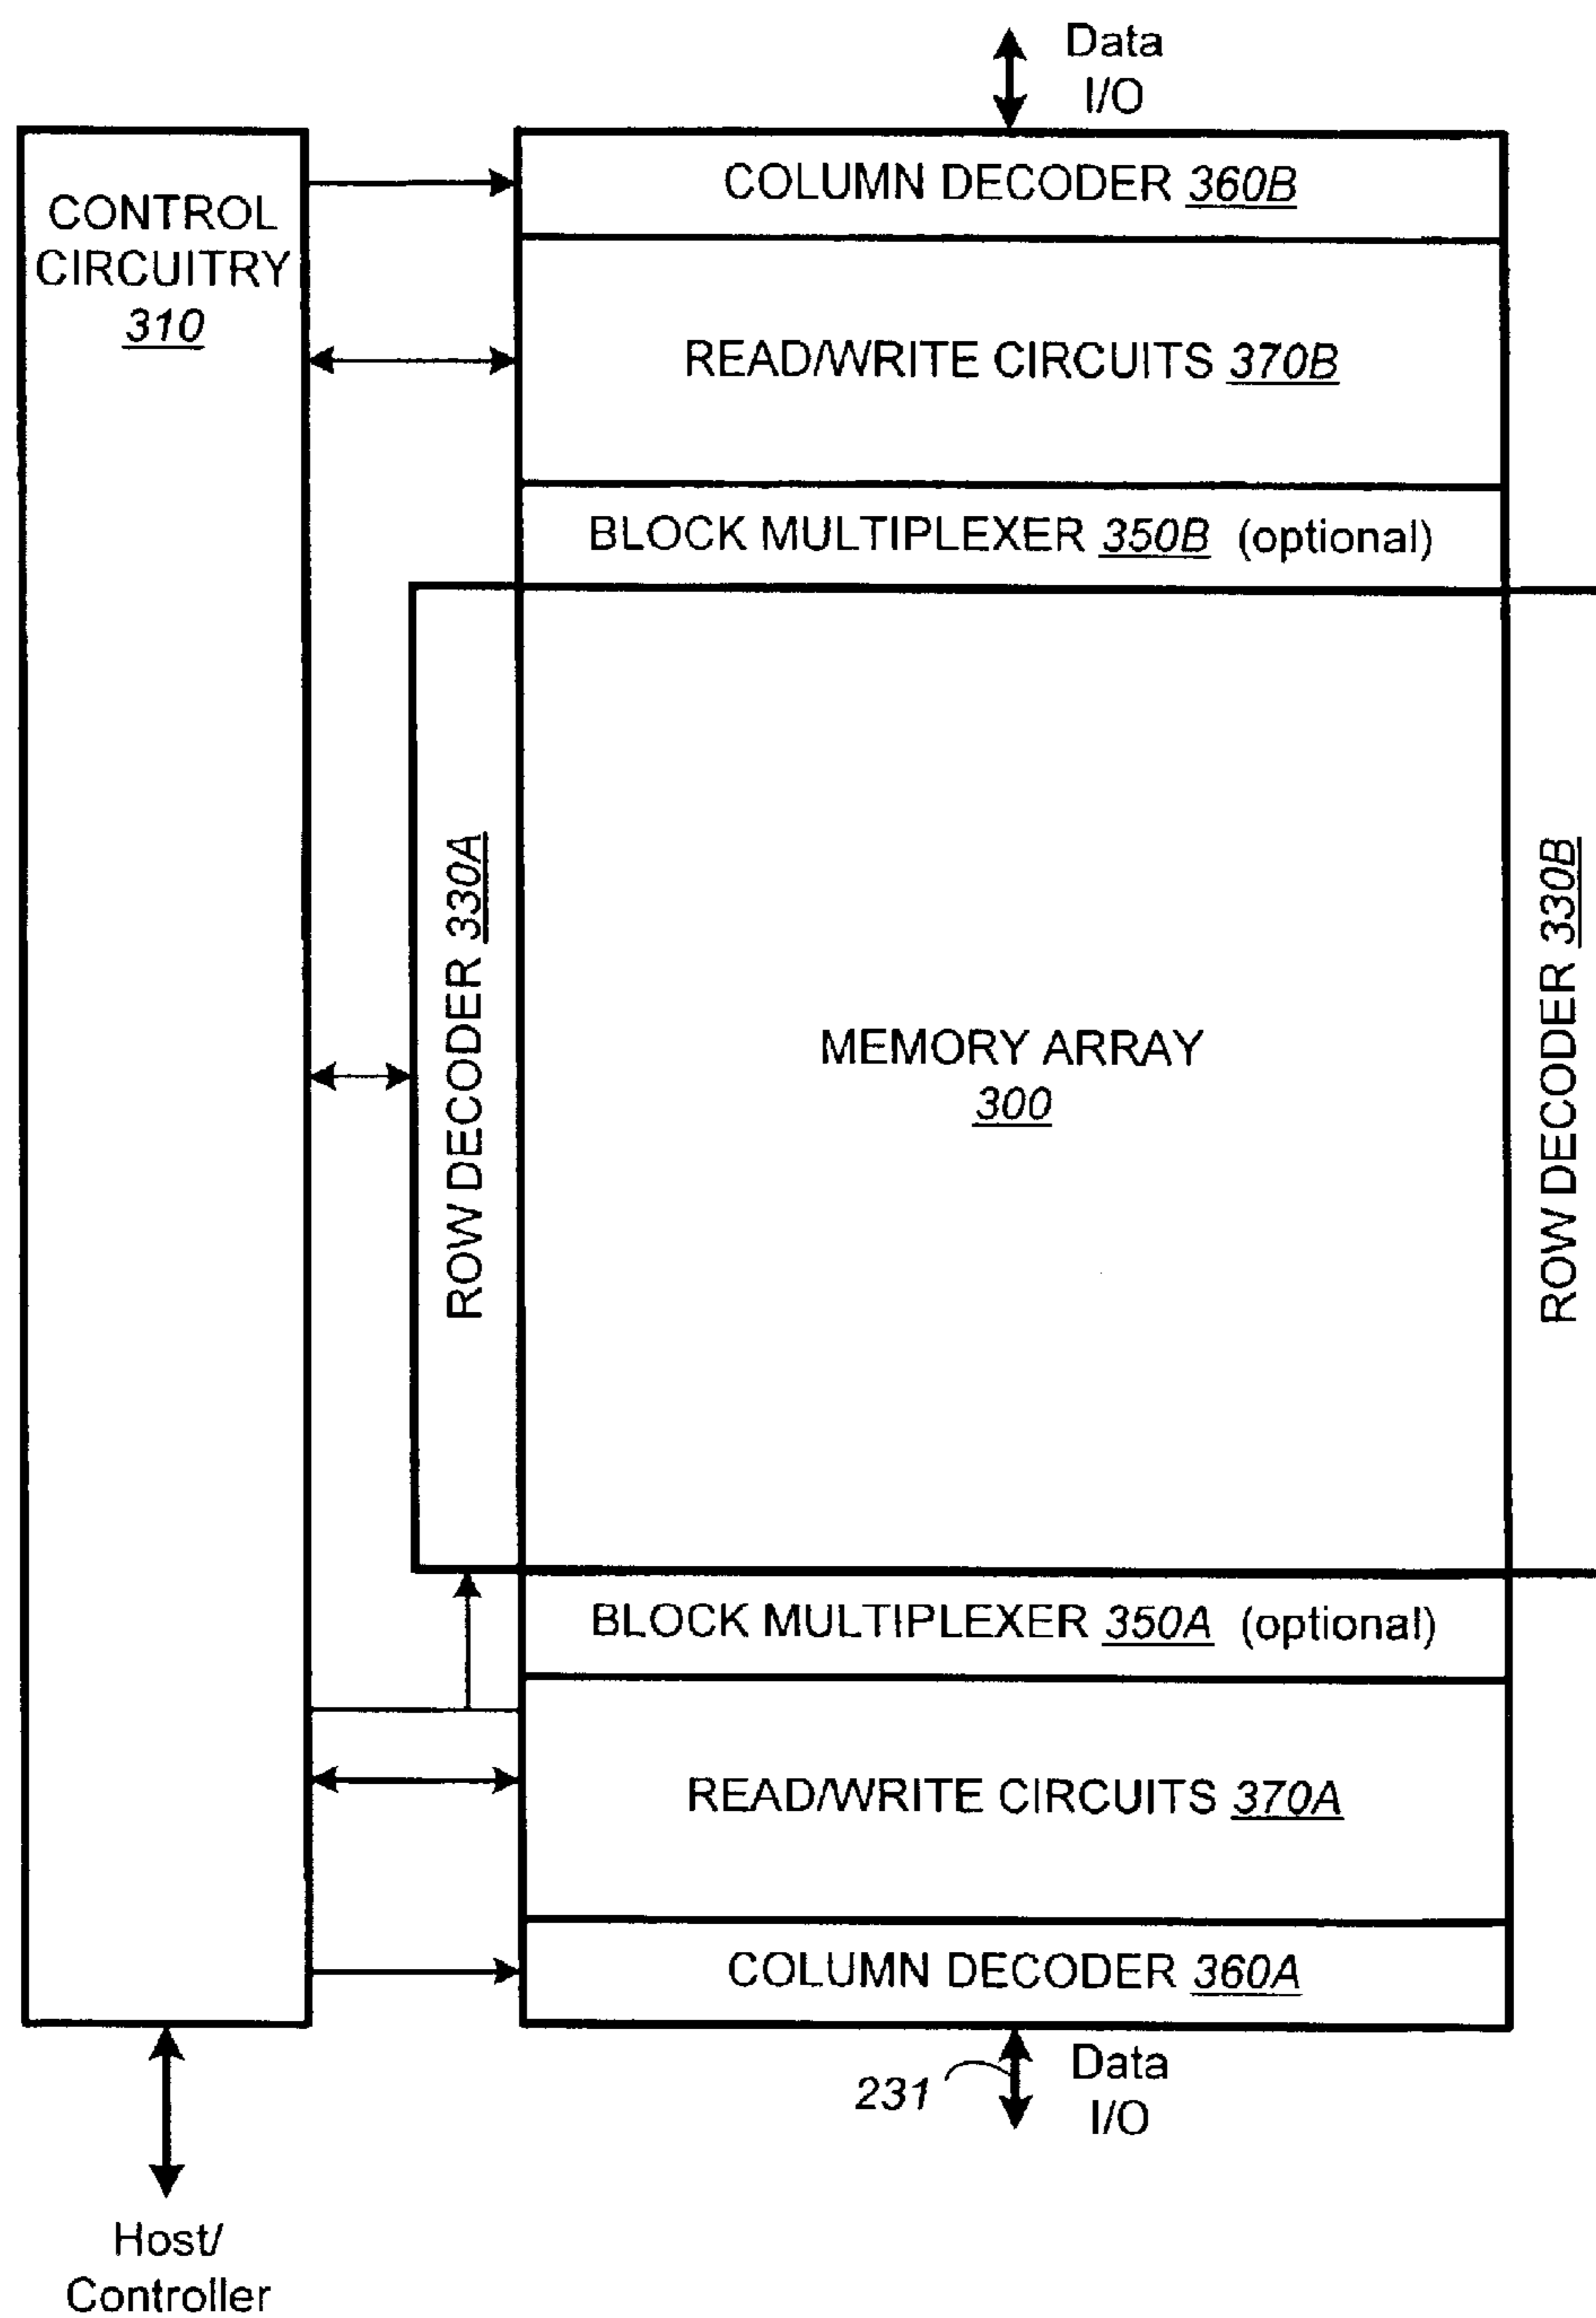 Data
I/O
CONTROL
CIRCUITRY
310
COLUMN DECODER 360B
READ/WRITE CIRCUITS 370B
BLOCK MULTIPLEXER 350B (optional)
ROW DECODER 330A
MEMORY ARRAY
300
ROW DECODER 330B
BLOCK MULTIPLEXER 350A (optional)
READ/WRITE CIRCUITS 370A
COLUMN DECODER 360A
231
Data
I/O
Host/
Controller